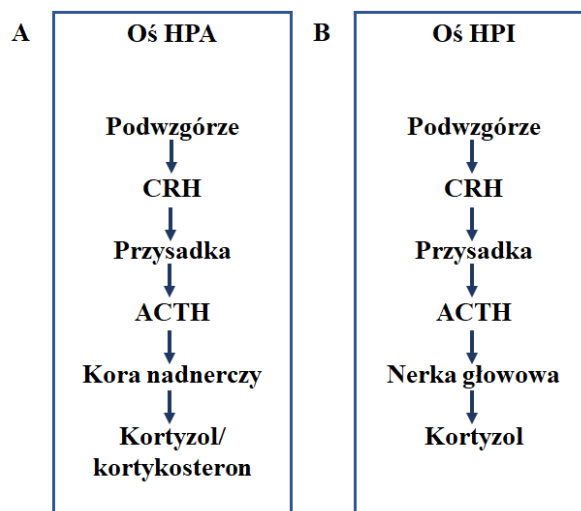 A
Oś HPA
Podwzgórze
CRH
Przysadka
ACTH
Kora nadnerczy
Kortyzol/
kortykosteron
B
Oś HPI
Podwzgórze
CRH
Przysadka
ACTH
Nerka głowowa
Kortyzol